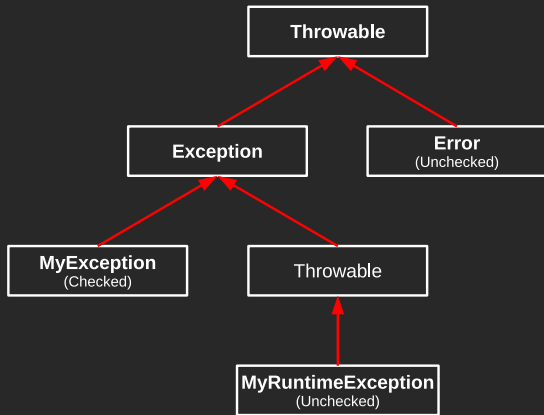 Throwable
Exception
Error
(Unchecked)
MyException
(Checked)
Throwable
MyRuntimeException
(Unchecked)